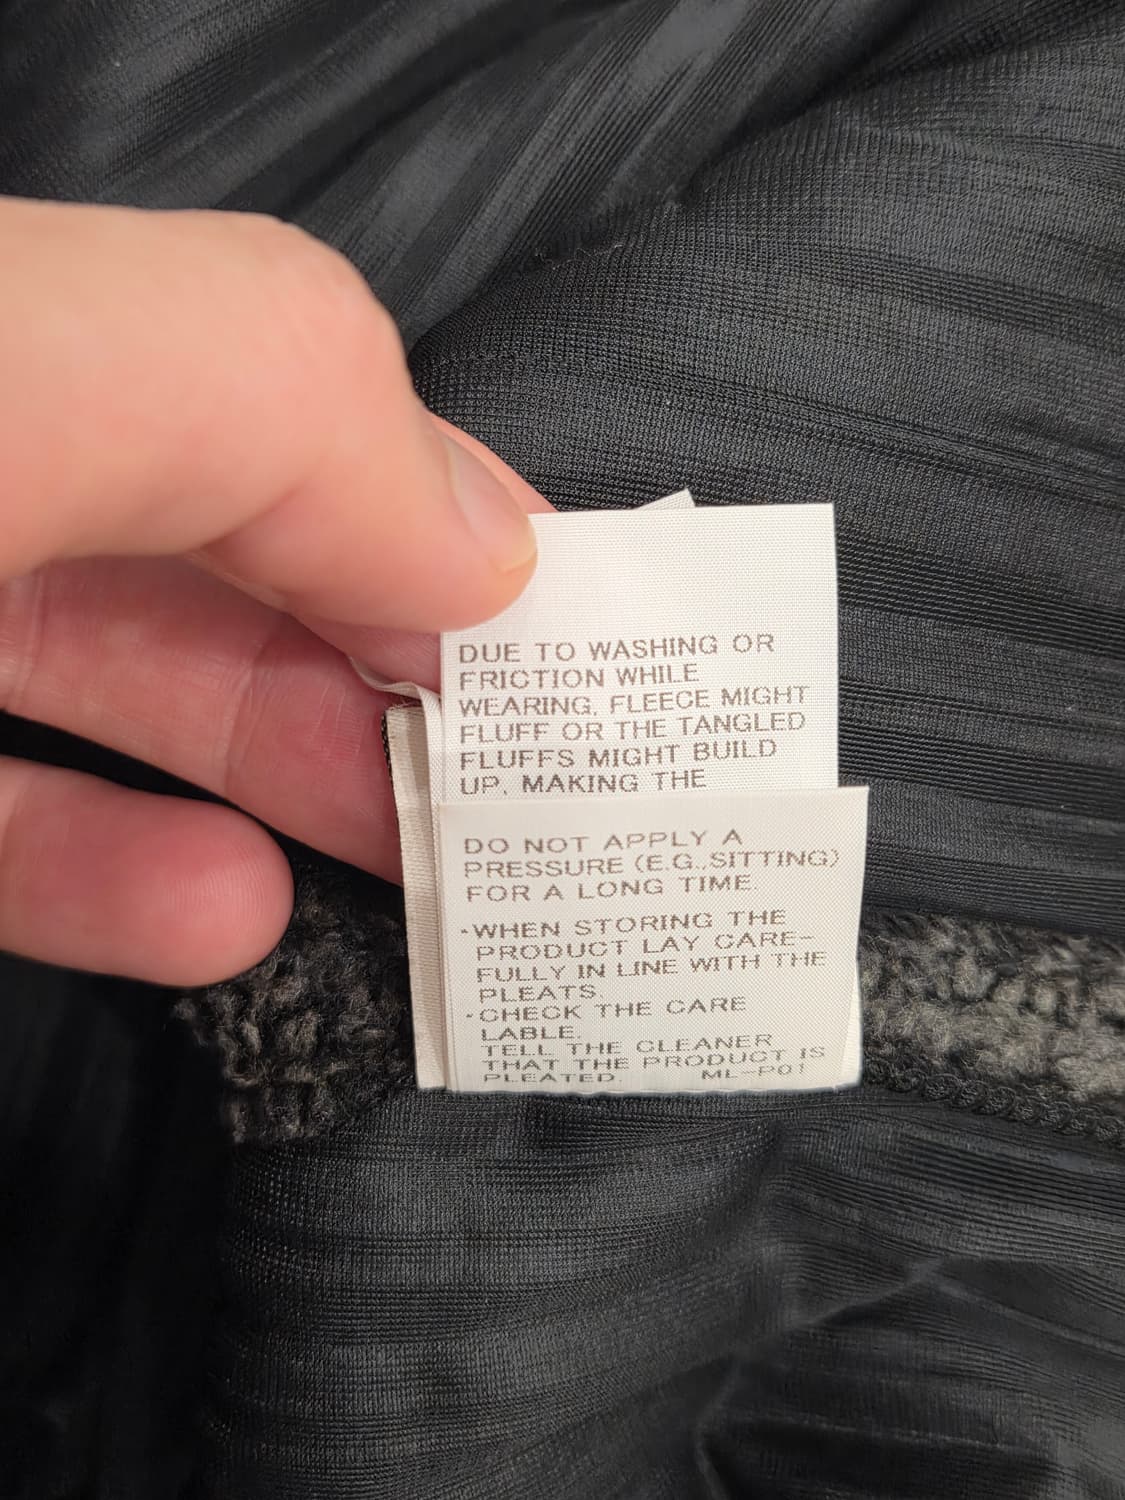 DUE TO WASHING OR
FRICTION WHILE
WEARING, FLEECE MIGHT
FLUFF OR THE TANGLED
FLUFFS MIGHT BUILD
UP, MAKING THE
DO NOT APPLY A
PRESSURE (E.G.,SITTING)
FOR A LONG TIME.
·WHEN STORING THE
PRODUCT LAY CARE-
FULLY IN LINE WITH THE
PLEATS.
·CHECK THE CARE
LABLE.
TELL THE CLEANER
THAT THE PRODUCT IS
PLEATED. ML-P01